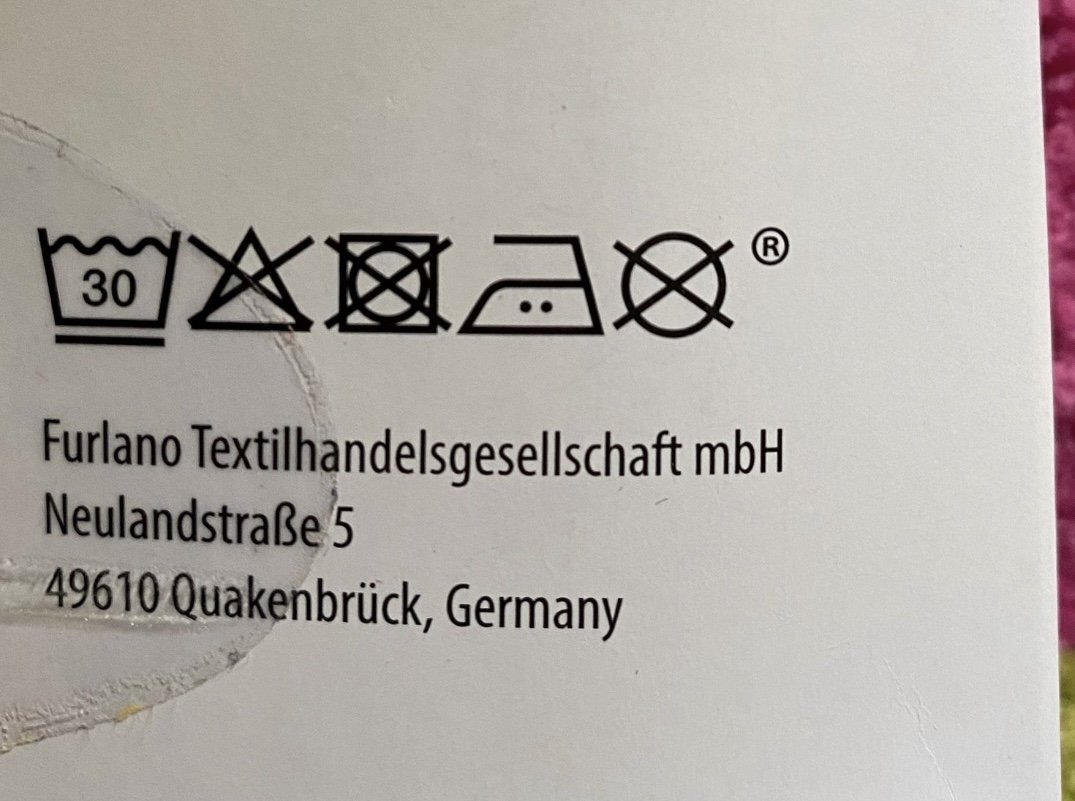 30
®
Furlano Textilhandelsgesellschaft mbH
Neulandstraße 5
49610 Quakenbrück, Germany